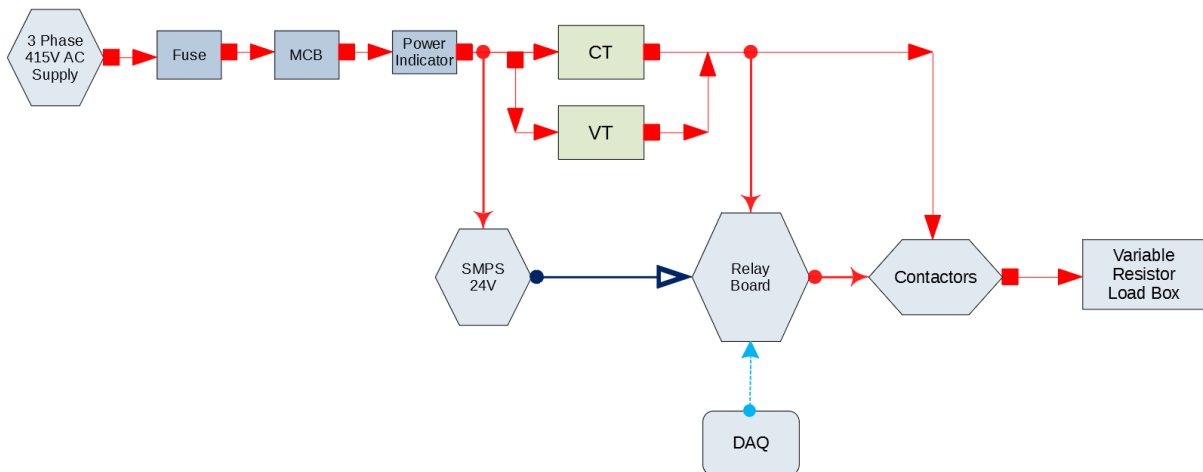 3 Phase
415V AC
Supply
Fuse
MCB
Power
Indicator
CT
VT
SMPS
24V
Relay
Board
Contactors
Variable
Resistor
Load Box
DAQ